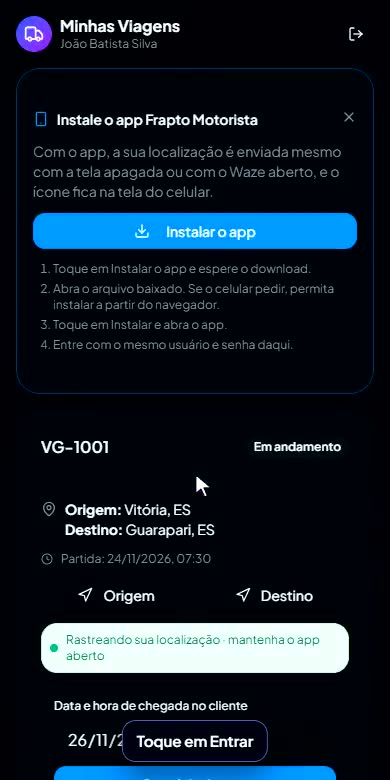 Minhas Viagens
João Batista Silva
Instale o app Frapto Motorista
Com o app, a sua localização é enviada mesmo
com a tela apagada ou com o Waze aberto, e o
ícone fica na tela do celular.
Instalar o app
1. Toque em Instalar o app e espere o download.
2. Abra o arquivo baixado. Se o celular pedir, permita
instalar a partir do navegador.
3. Toque em Instalar e abra o app.
4. Entre com o mesmo usuário e senha daqui.
VG-1001
Em andamento
Origem: Vitória, ES
Destino: Guarapari, ES
Partida: 24/11/2026, 07:30
Origem
Destino
Rastreando sua localização · mantenha o app
aberto
Data e hora de chegada no cliente
26/11/2
Toque em Entrar